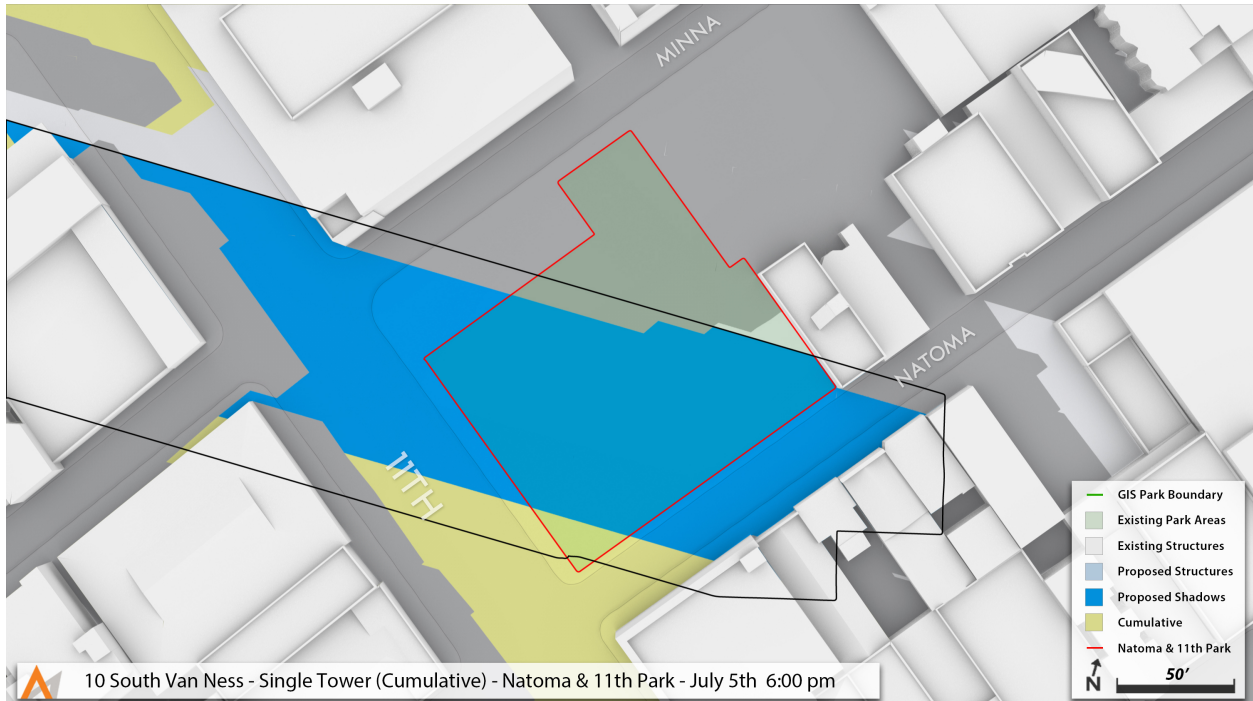 MINNA
NATOMA
11TH
GIS Park Boundary
Existing Park Areas
Existing Structures
Proposed Structures
Proposed Shadows
Cumulative
Natoma & 11th Park
N
50'
10 South Van Ness - Single Tower (Cumulative) - Natoma & 11th Park - July 5th 6:00 pm